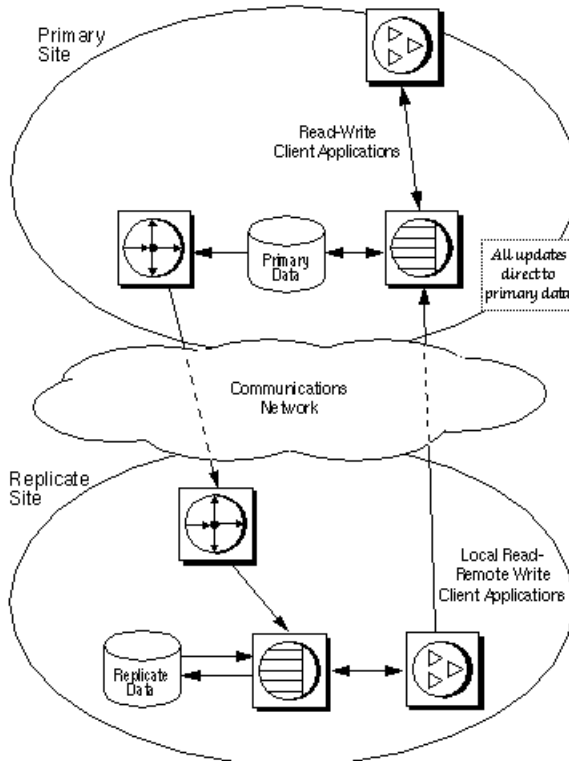 Primary
Site
Read-Write
Client Applications
Primary
Data
All updates
direct to
primary data
Communications
Network
Replicate
Site
Local Read-
Remote Write
Client Applications
Replicate
Data